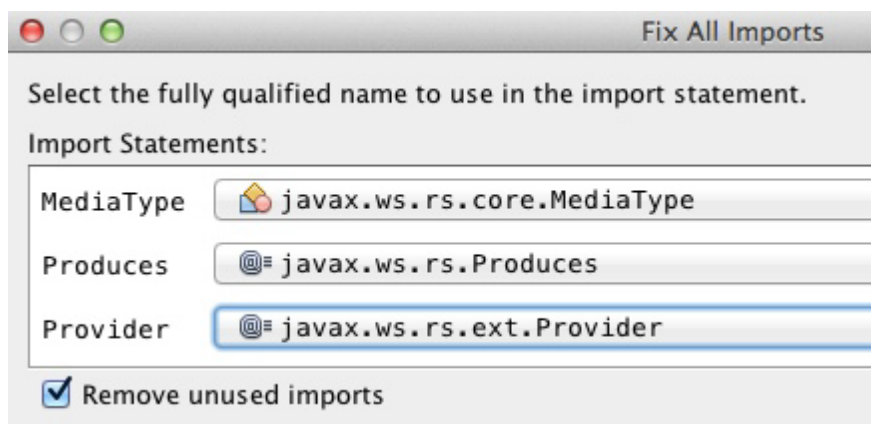 Fix All Imports
Select the fully qualified name to use in the import statement.
Import Statements:
MediaType javax.ws.rs.core.MediaType
Produces javax.ws.rs.Produces
Provider javax.ws.rs.ext.Provider
Remove unused imports